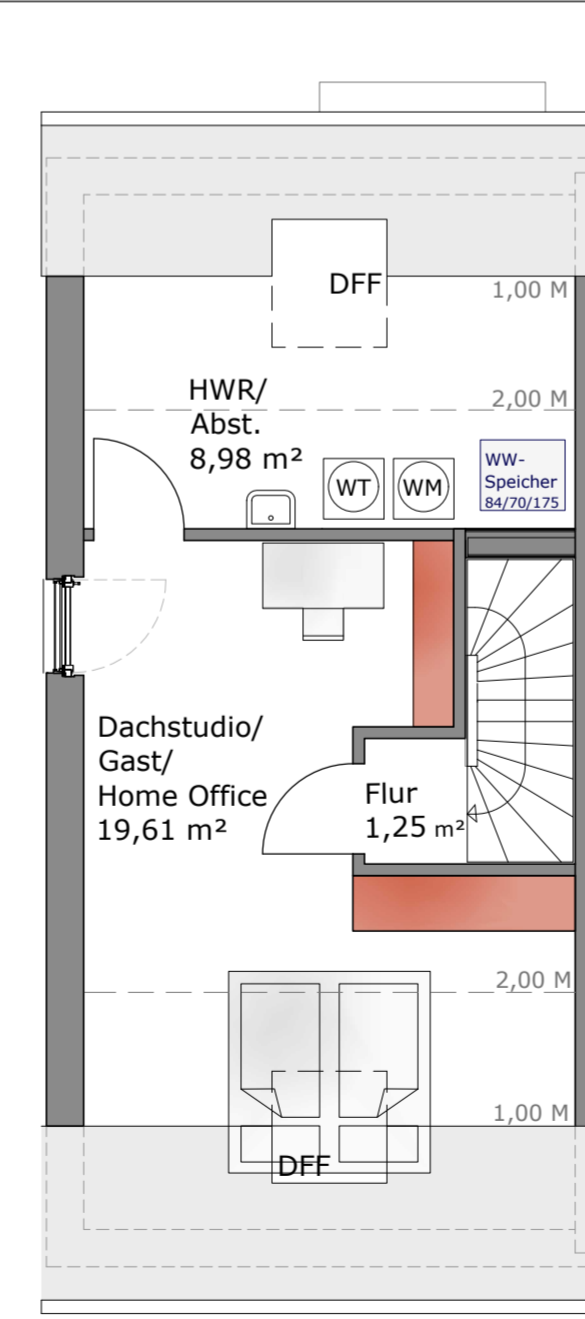 DFF
1,00 M
HWR/
Abst.
8,98 m²
2,00 M
WT
WM
WW-
Speicher
84/70/175
Dachstudio/
Gast/
Home Office
19,61 m²
Flur
1,25 m²
2,00 M
1,00 M
DFF